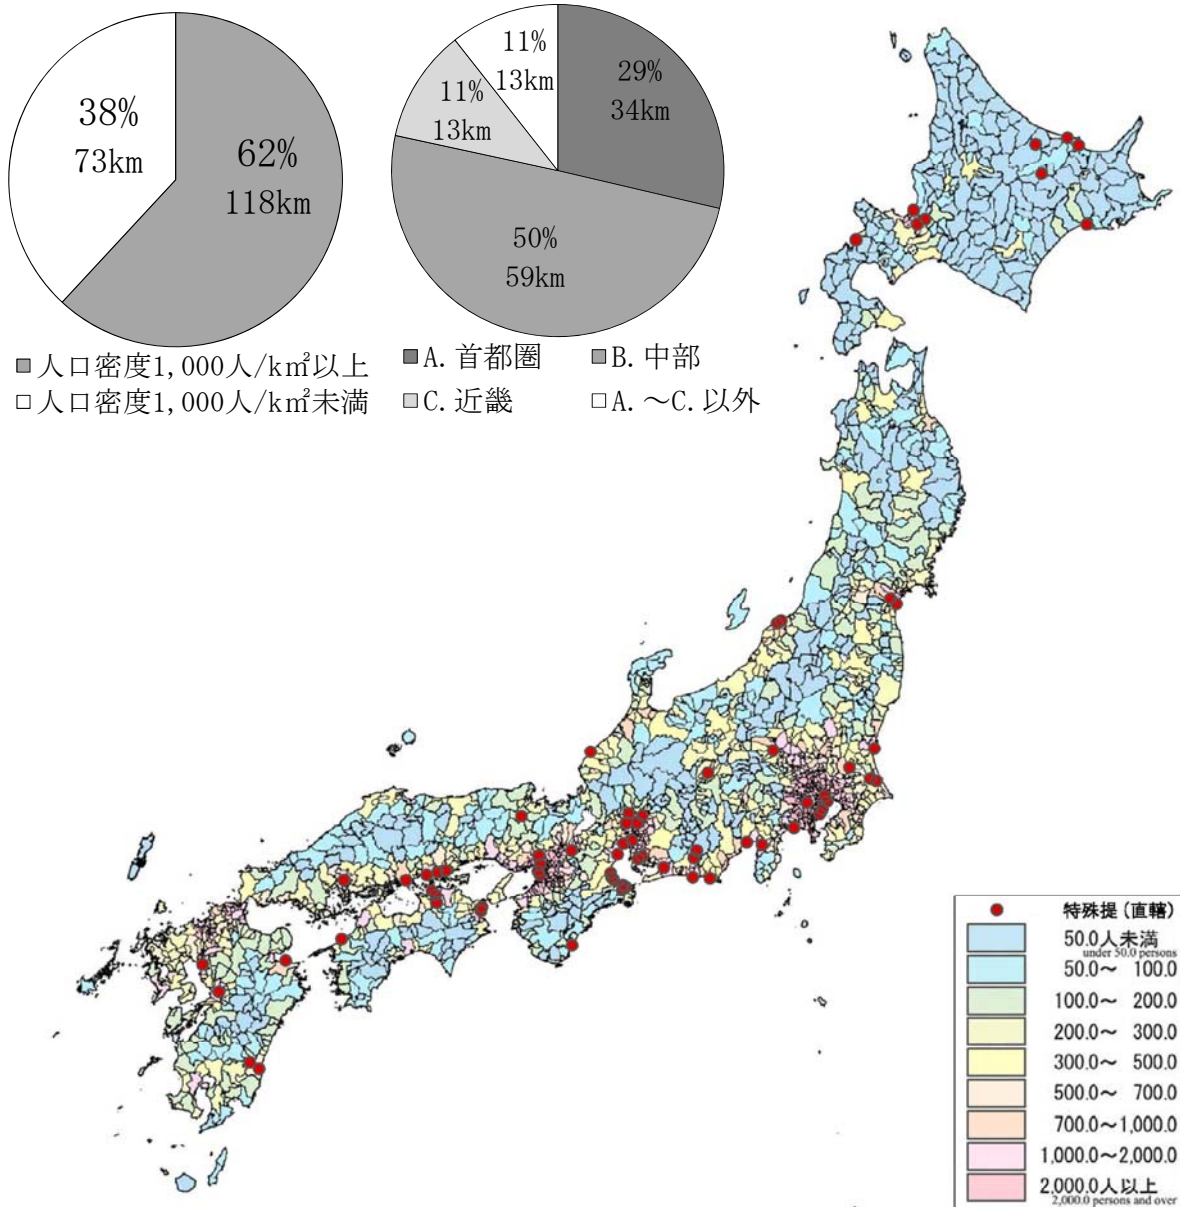 38%
73km
62%
118km
■人口密度1,000人/k㎡以上
□人口密度1,000人/k㎡未満
11%
13km
29%
34km
11%
13km
50%
59km
■A.首都圏 ■B.中部
□C.近畿 □A.～C.以外
特殊提(直轄)
50.0人未満
under 50.0 persons
50.0～ 100.0
100.0～ 200.0
200.0～ 300.0
300.0～ 500.0
500.0～ 700.0
700.0～1,000.0
1,000.0～2,000.0
2,000.0人以上
2,000.0 persons and over